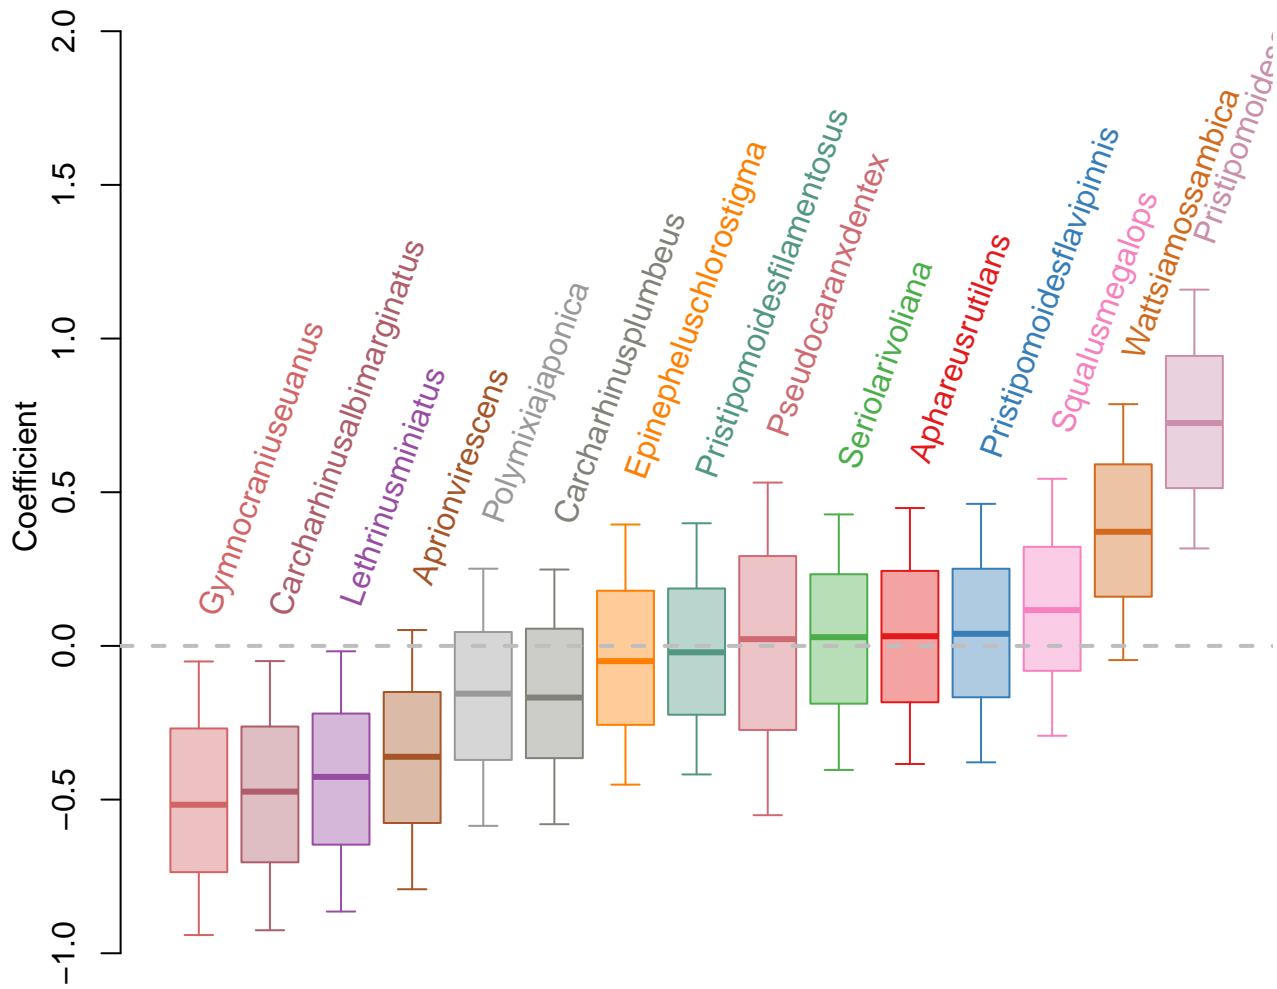 2.0
1.5
1.0
0.5
0.0
−0.5
−1.0
Coefficient
Gymnocraniuseuanus
Carcharhinusalbimarginatus
Lethrinusminiatus
Aprionvirescens
Polymixiajaponica
Carcharhinusplumbeus
Epinepheluschlorostigma
Pristipomoidesfilamentosus
Pseudocaranxdentex
Seriolarivoliana
Aphareusrutilans
Pristipomoidesflavipinnis
Squalusmegalops
Wattsiamossambica
Pristipomoides